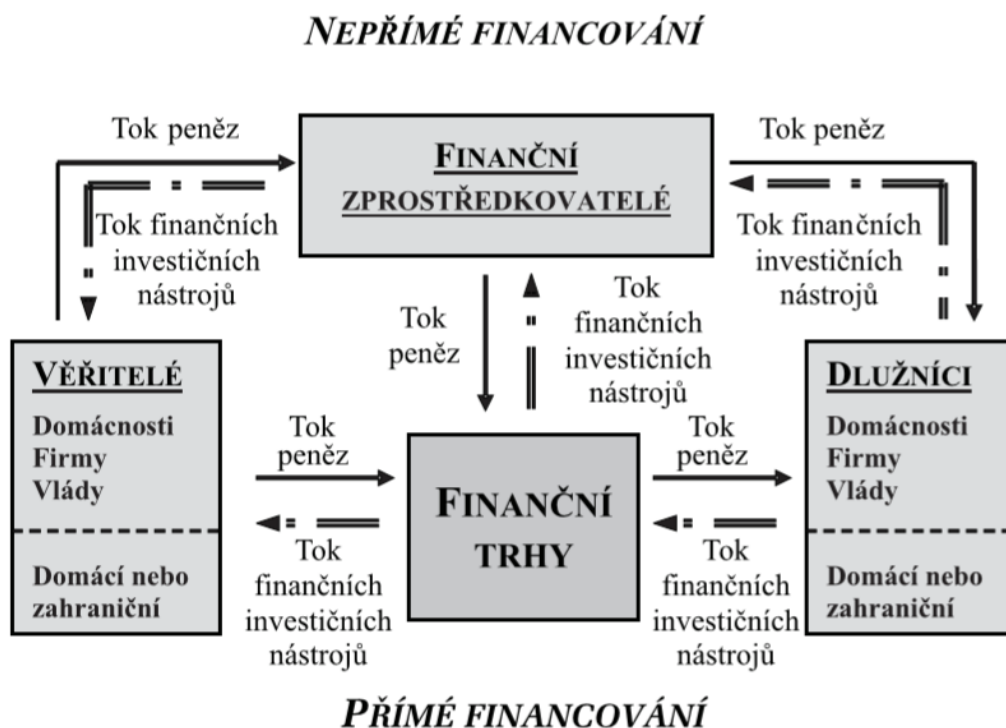 NEPŘÍMÉ FINANCOVÁNÍ
Tok peněz
FINANČNÍ
ZPROSTŘEDKOVATELÉ
Tok peněz
Tok finančních
investičních
nástrojů
Tok finančních
investičních
nástrojů
Tok
peněz
Tok
finančních
investičních
nástrojů
VĚŘITELÉ
Domácnosti
Firmy
Vlády
Domácí nebo
zahraniční
Tok
peněz
FINANČNÍ
TRHY
Tok
peněz
DLUŽNÍCI
Domácnosti
Firmy
Vlády
Domácí nebo
zahraniční
Tok
finančních
investičních
nástrojů
Tok
finančních
investičních
nástrojů
PŘÍMÉ FINANCOVÁNÍ